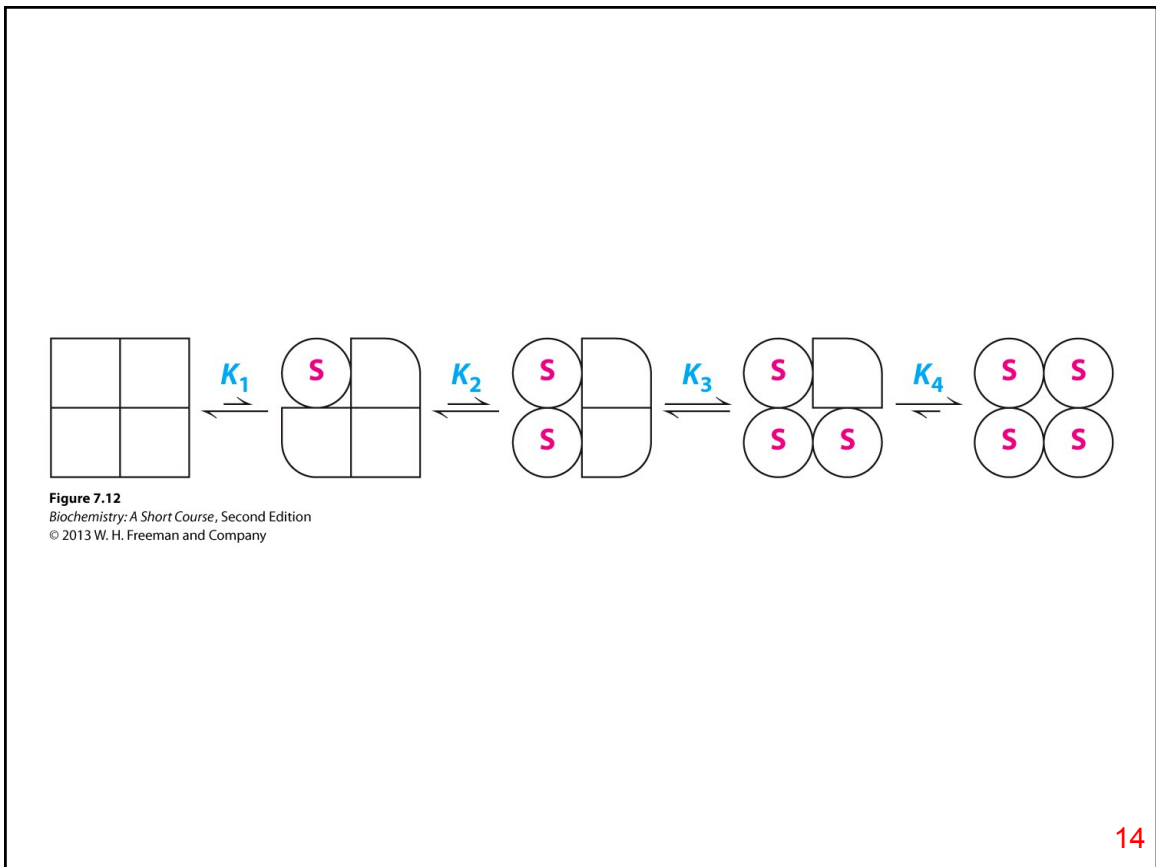 K₁ K₂ K₃ K₄
S S S S S S
S S S S
Figure 7.12
Biochemistry: A Short Course, Second Edition
© 2013 W. H. Freeman and Company
14